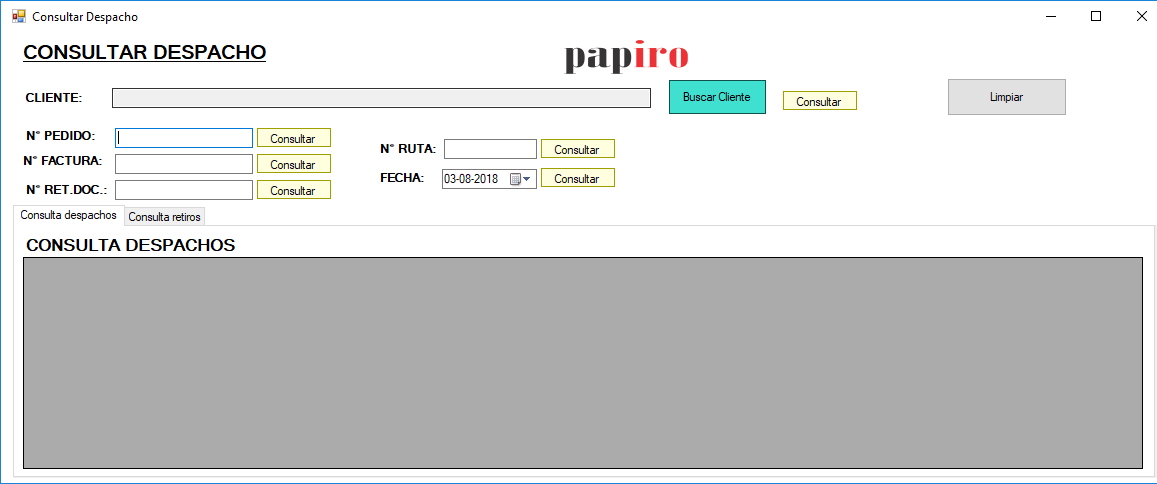 Consultar Despacho
CONSULTAR DESPACHO
papiro
CLIENTE:
Buscar Cliente
Consultar
Limpiar
N° PEDIDO:
Consultar
N° FACTURA:
Consultar
N° RET.DOC.:
Consultar
N° RUTA:
Consultar
FECHA:
03-08-2018
Consultar
Consulta despachos
Consulta retiros
CONSULTA DESPACHOS